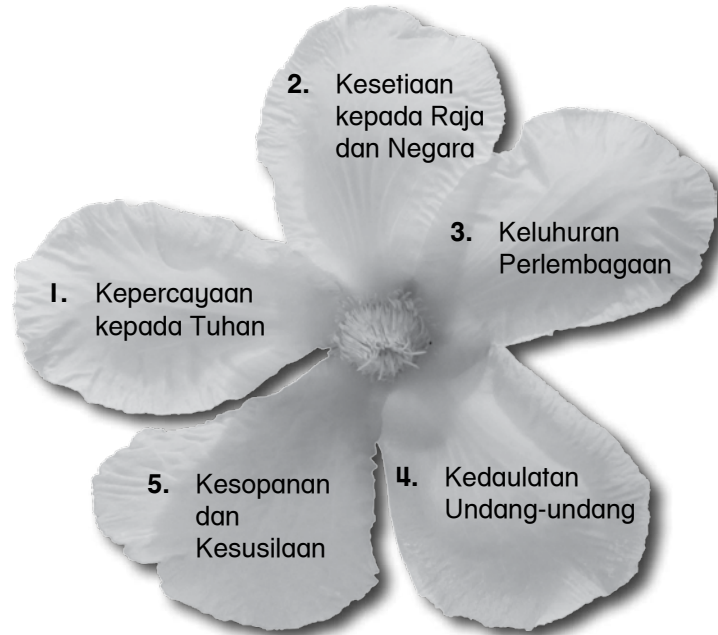 1. Kepercayaan
kepada Tuhan
2. Kesetiaan
kepada Raja
dan Negara
3. Keluhuran
Perlembagaan
4. Kedaulatan
Undang-undang
5. Kesopanan
dan
Kesusilaan